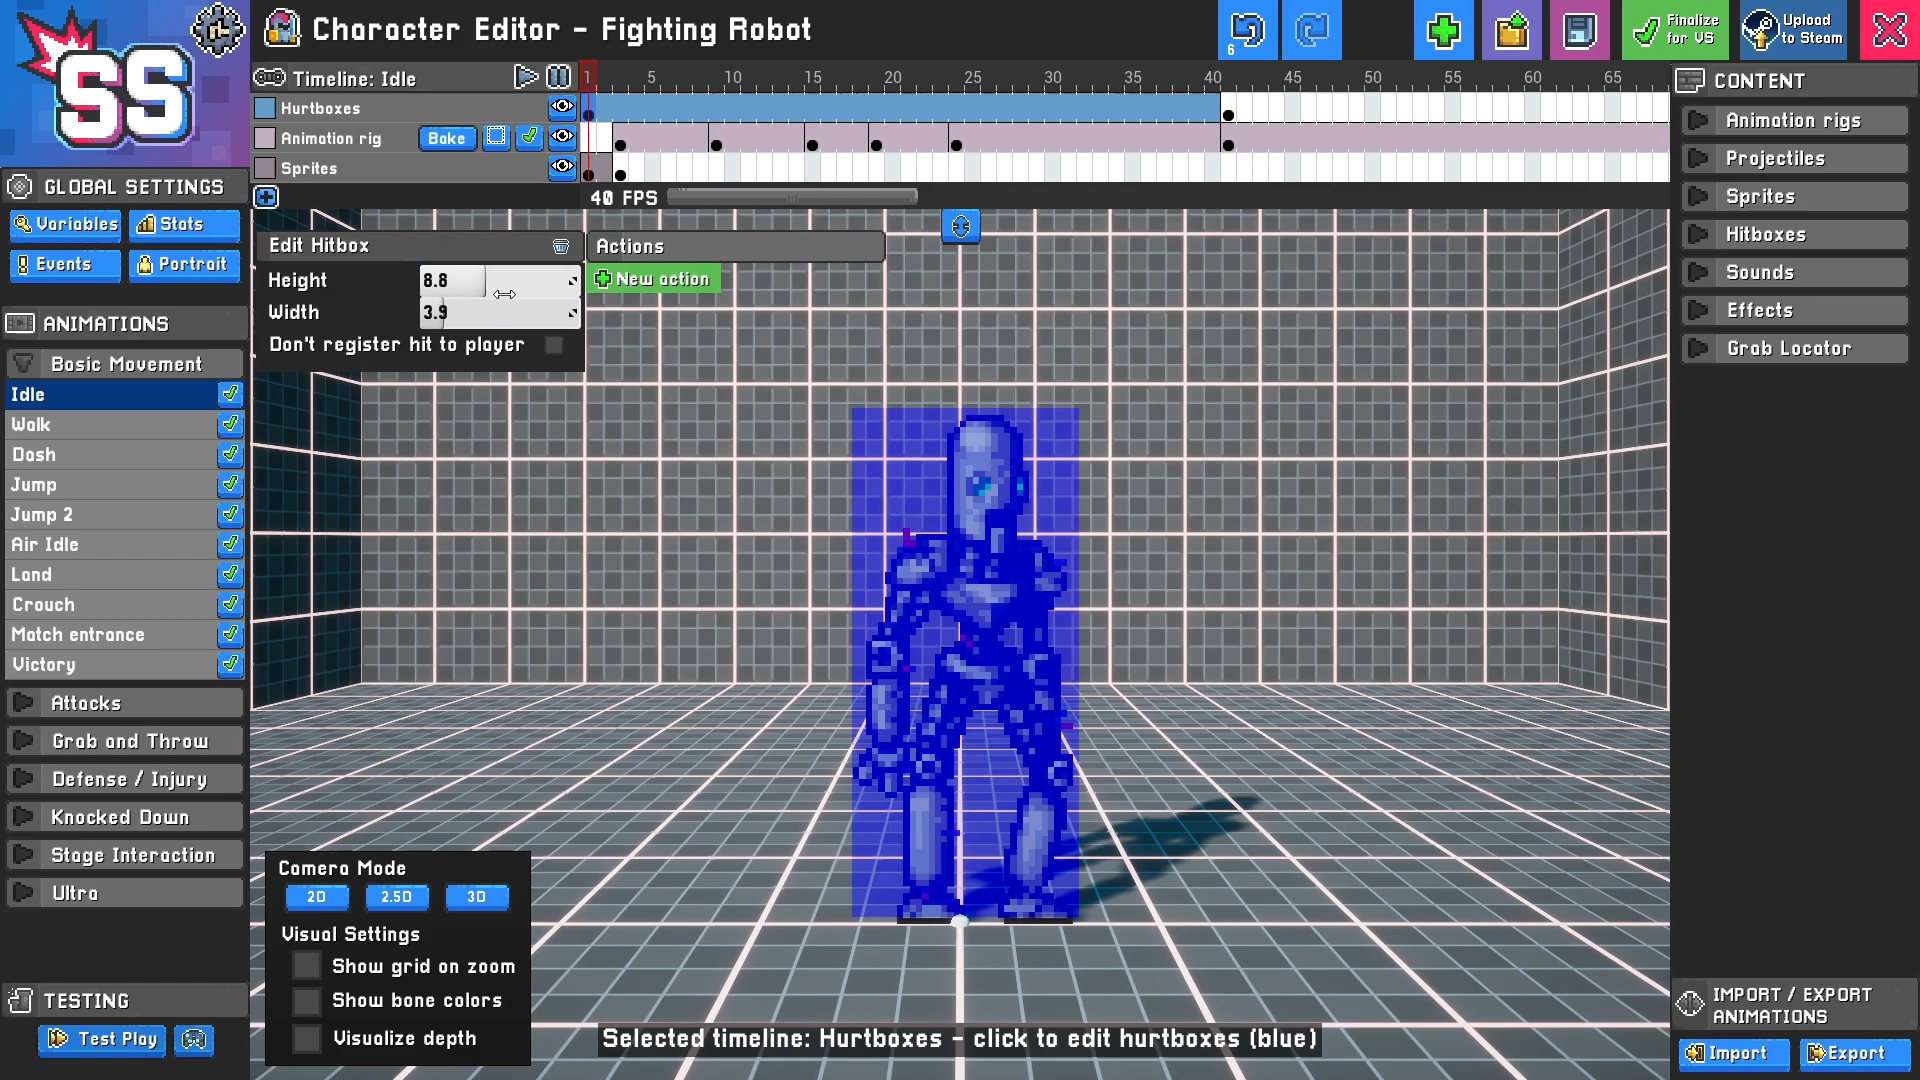 SS
Character Editor - Fighting Robot
6
Finalize for VS
Upload to Steam
Timeline: Idle
1 5 10 15 20 25 30 35 40 45 50 55 60 65
Hurtboxes
Animation rig Bake
Sprites
40 FPS
GLOBAL SETTINGS
Variables Stats
Events Portrait
ANIMATIONS
Basic Movement
Idle
Walk
Dash
Jump
Jump 2
Air Idle
Land
Crouch
Match entrance
Victory
Attacks
Grab and Throw
Defense / Injury
Knocked Down
Stage Interaction
Ultra
TESTING
Test Play
Edit Hitbox
Height 8.8
Width 3.9
Don't register hit to player
Actions
New action
Camera Mode
2D 2.5D 3D
Visual Settings
Show grid on zoom
Show bone colors
Visualize depth
Selected timeline: Hurtboxes - click to edit hurtboxes (blue)
CONTENT
Animation rigs
Projectiles
Sprites
Hitboxes
Sounds
Effects
Grab Locator
IMPORT / EXPORT
ANIMATIONS
Import Export